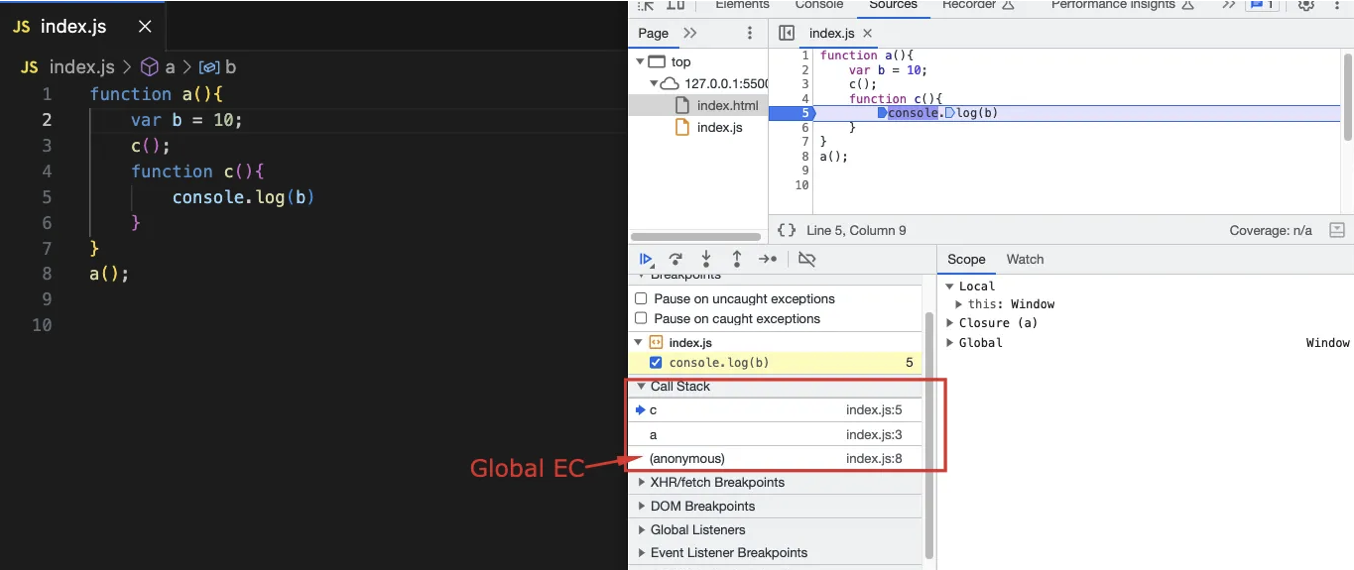 JS index.js ×
JS index.js > a > b
1 function a(){
2 var b = 10;
3 c();
4 function c(){
5 console.log(b)
6 }
7 }
8 a();
9
10
Elements Console Sources Recorder Performance insights >> 1
Page >>
index.js ×
top
127.0.0.1:5500
index.html
index.js
1 function a(){
2 var b = 10;
3 c();
4 function c(){
5 console.log(b)
6 }
7 }
8 a();
9
10
{} Line 5, Column 9 Coverage: n/a
Breakpoints
Pause on uncaught exceptions
Pause on caught exceptions
index.js
console.log(b) 5
Call Stack
c index.js:5
a index.js:3
(anonymous) index.js:8
Global EC
XHR/fetch Breakpoints
DOM Breakpoints
Global Listeners
Event Listener Breakpoints
Scope Watch
Local
this: Window
Closure (a)
Global Window